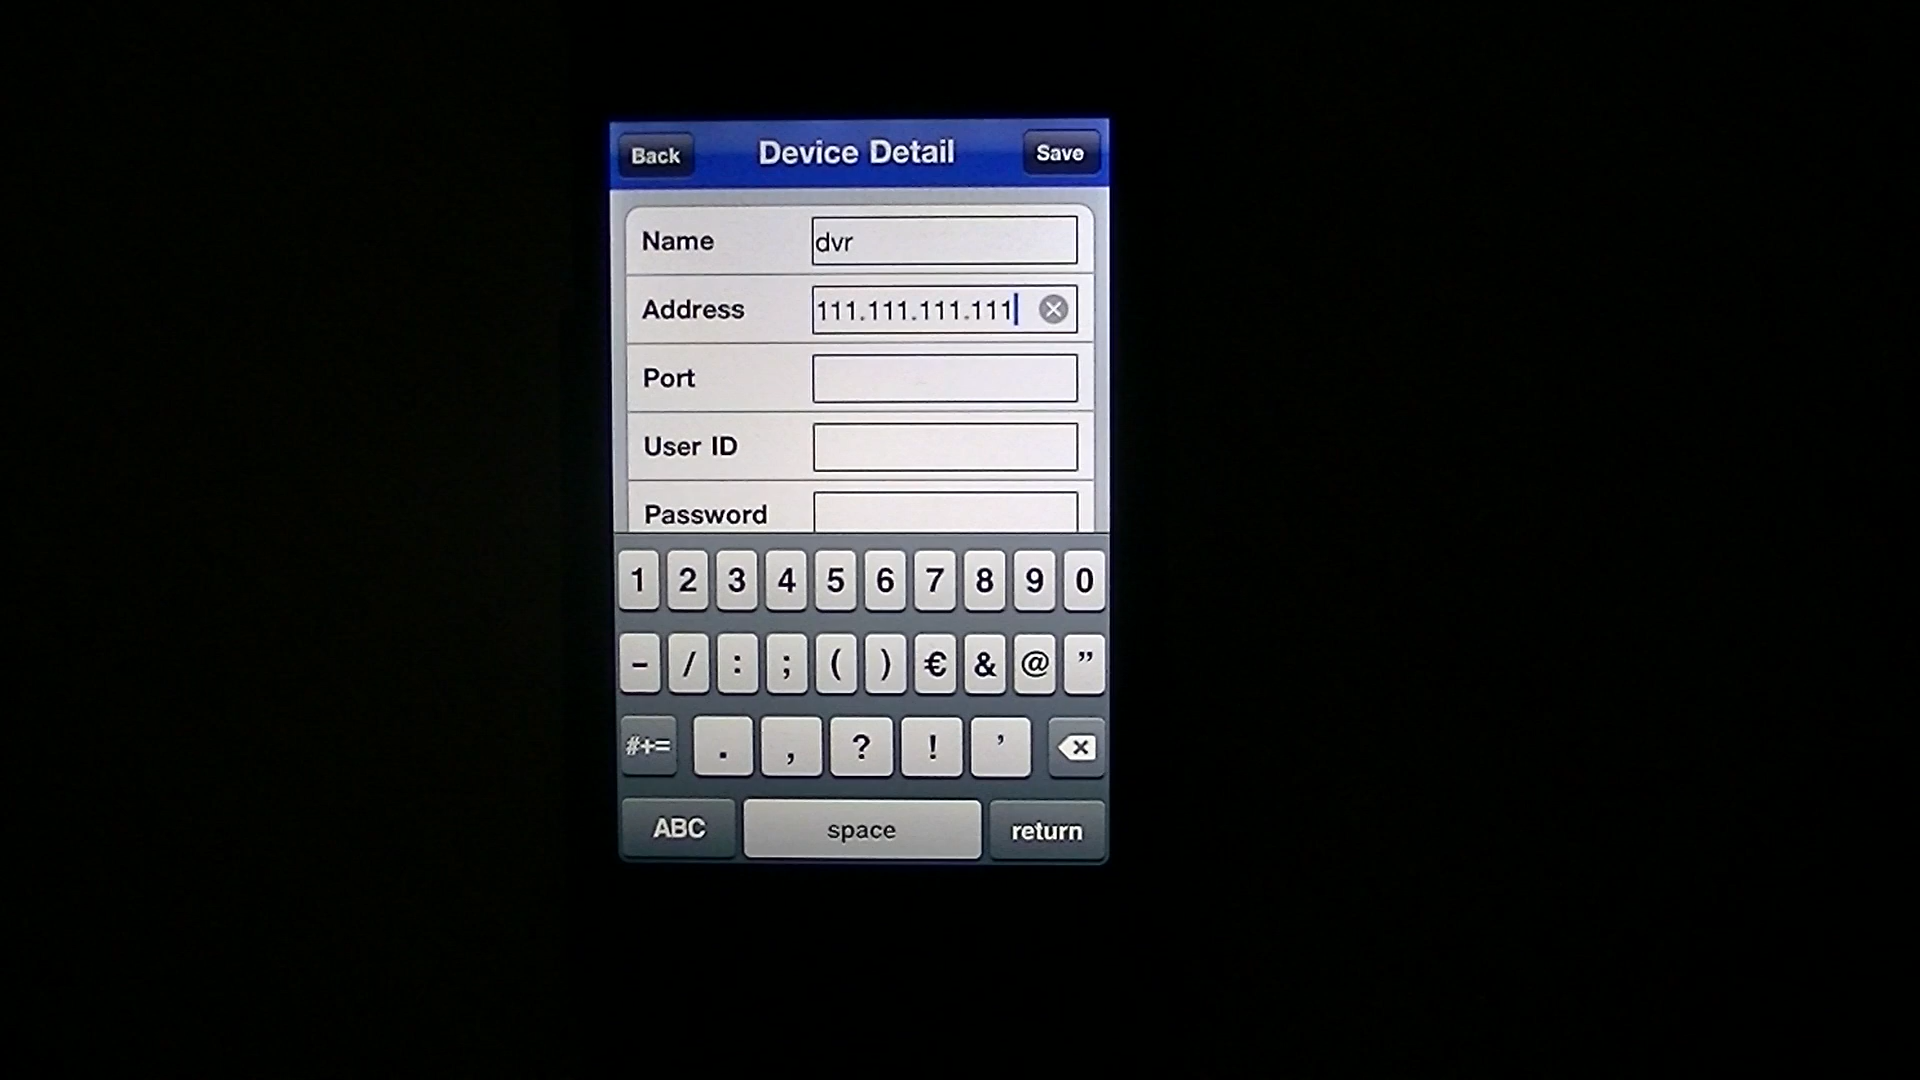 Back Device Detail Save
Name dvr
Address 111.111.111.111
Port
User ID
Password
1 2 3 4 5 6 7 8 9 0
- / : ; ( ) € & @ ”
#+= . , ? ! ’
ABC space return